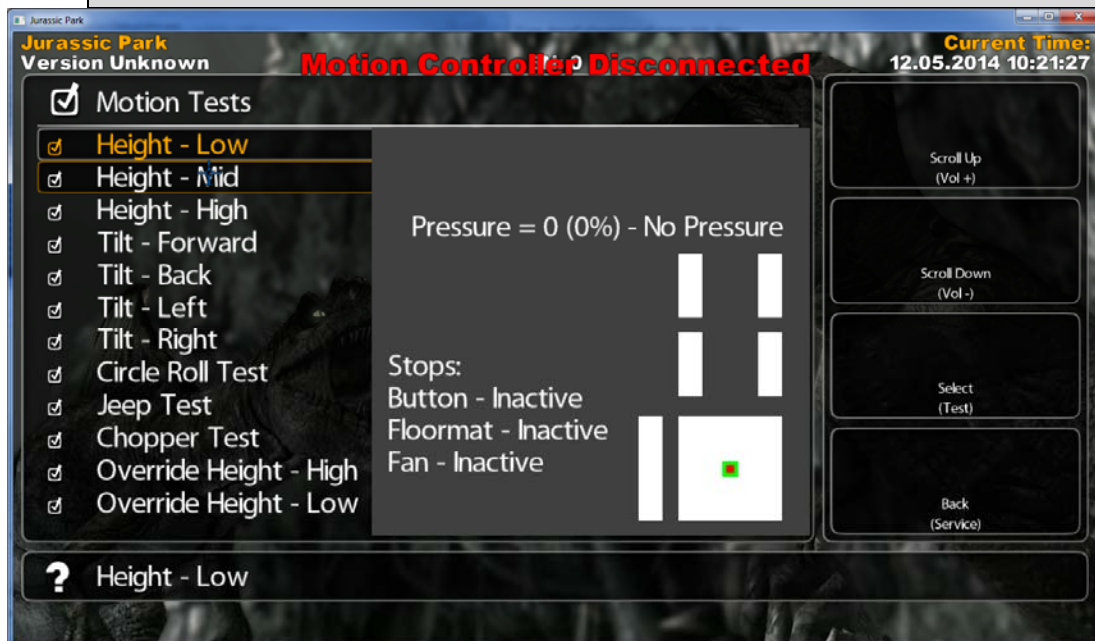 Jurassic Park
Jurassic Park
Version Unknown
Motion Controller Disconnected
Current Time:
12.05.2014 10:21:27
Motion Tests
Height - Low
Height - Mid
Height - High
Tilt - Forward
Tilt - Back
Tilt - Left
Tilt - Right
Circle Roll Test
Jeep Test
Chopper Test
Override Height - High
Override Height - Low
Pressure = 0 (0%) - No Pressure
Stops:
Button - Inactive
Floormat - Inactive
Fan - Inactive
Scroll Up
(Vol +)
Scroll Down
(Vol -)
Select
(Test)
Back
(Service)
? Height - Low